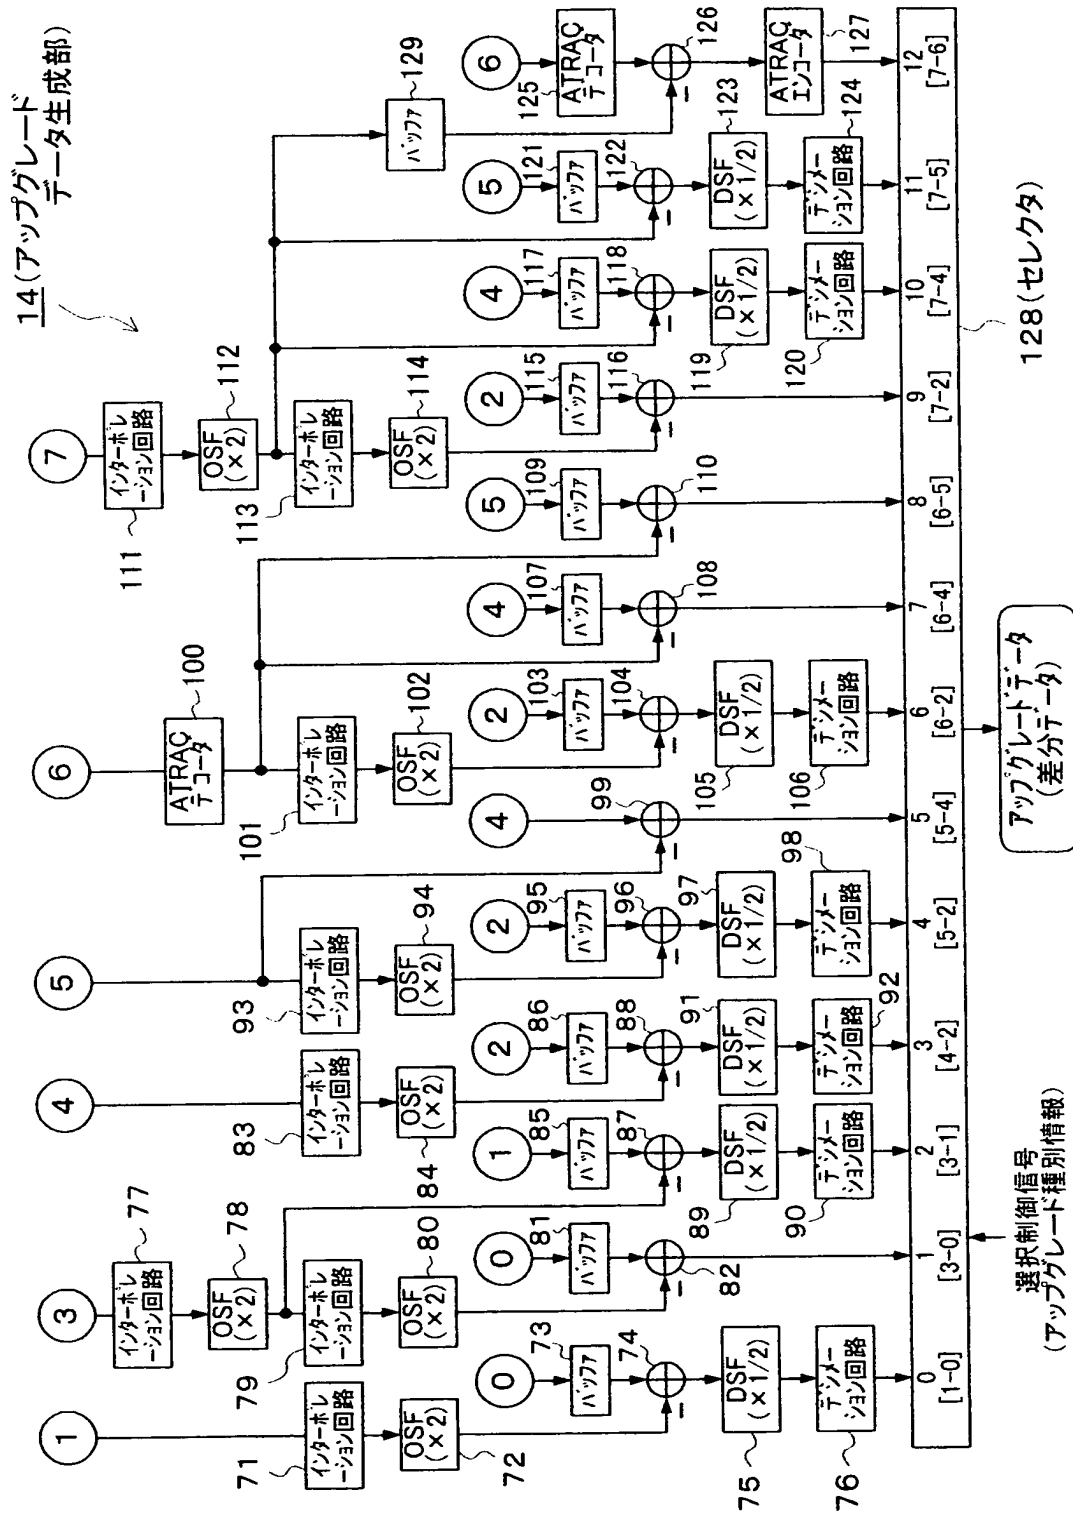 14(アップグレード
データ生成部)
1
3
4
5
6
7
71
インターポレ
ーション回路
72
OSF
(×2)
0
73
バッファ
74
−
75
DSF
(×1/2)
76
デシメー
ション回路
77
インターポレ
ーション回路
78
OSF
(×2)
79
インターポレ
ーション回路
80
OSF
(×2)
0
81
バッファ
82
−
1
85
バッファ
87
−
89
DSF
(×1/2)
90
デシメー
ション回路
83
インターポレ
ーション回路
84
OSF
(×2)
2
86
バッファ
88
−
91
DSF
(×1/2)
92
デシメー
ション回路
93
インターポレ
ーション回路
94
OSF
(×2)
2
95
バッファ
96
−
97
DSF
(×1/2)
98
デシメー
ション回路
4
99
−
100
ATRAC
デコーダ
101
インターポレ
ーション回路
102
OSF
(×2)
2
103
バッファ
104
−
105
DSF
(×1/2)
106
デシメー
ション回路
4
107
バッファ
108
−
5
109
バッファ
110
−
111
インターポレ
ーション回路
112
OSF
(×2)
113
インターポレ
ーション回路
114
OSF
(×2)
2
115
バッファ
116
−
4
117
バッファ
118
−
119
DSF
(×1/2)
120
デシメー
ション回路
5
121
バッファ
122
−
123
DSF
(×1/2)
124
デシメー
ション回路
129
バッファ
6
125
ATRAC
デコーダ
126
−
127
ATRAC
エンコーダ
0
[1-0]
1
[3-0]
2
[3-1]
3
[4-2]
4
[5-2]
5
[5-4]
6
[6-2]
7
[6-4]
8
[6-5]
9
[7-2]
10
[7-4]
11
[7-5]
12
[7-6]
選択制御信号
(アップグレード種別情報)
アップグレードデータ
(差分データ)
128(セレクタ)